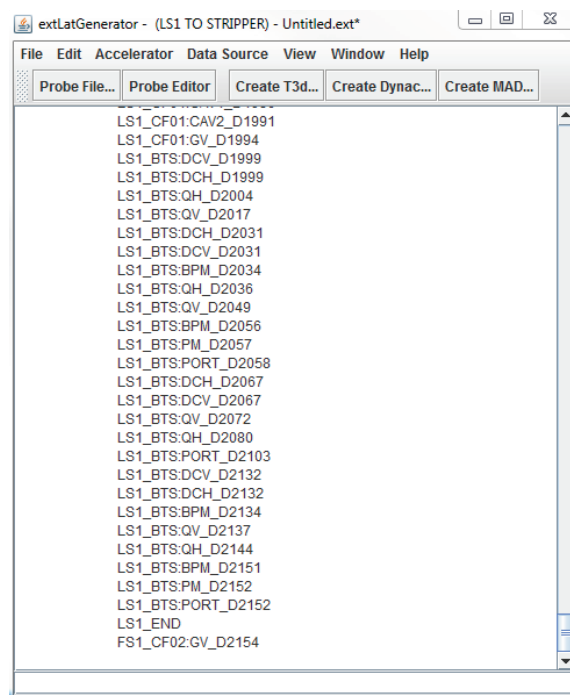 extLatGenerator - (LS1 TO STRIPPER) - Untitled.ext*
File Edit Accelerator Data Source View Window Help
Probe File... Probe Editor Create T3d... Create Dynac... Create MAD...
LS1_CF01:CAV2_D1991
LS1_CF01:GV_D1994
LS1_BTS:DCV_D1999
LS1_BTS:DCH_D1999
LS1_BTS:QH_D2004
LS1_BTS:QV_D2017
LS1_BTS:DCH_D2031
LS1_BTS:DCV_D2031
LS1_BTS:BPM_D2034
LS1_BTS:QH_D2036
LS1_BTS:QV_D2049
LS1_BTS:BPM_D2056
LS1_BTS:PM_D2057
LS1_BTS:PORT_D2058
LS1_BTS:DCH_D2067
LS1_BTS:DCV_D2067
LS1_BTS:QV_D2072
LS1_BTS:QH_D2080
LS1_BTS:PORT_D2103
LS1_BTS:DCV_D2132
LS1_BTS:DCH_D2132
LS1_BTS:BPM_D2134
LS1_BTS:QV_D2137
LS1_BTS:QH_D2144
LS1_BTS:BPM_D2151
LS1_BTS:PM_D2152
LS1_BTS:PORT_D2152
LS1_END
FS1_CF02:GV_D2154